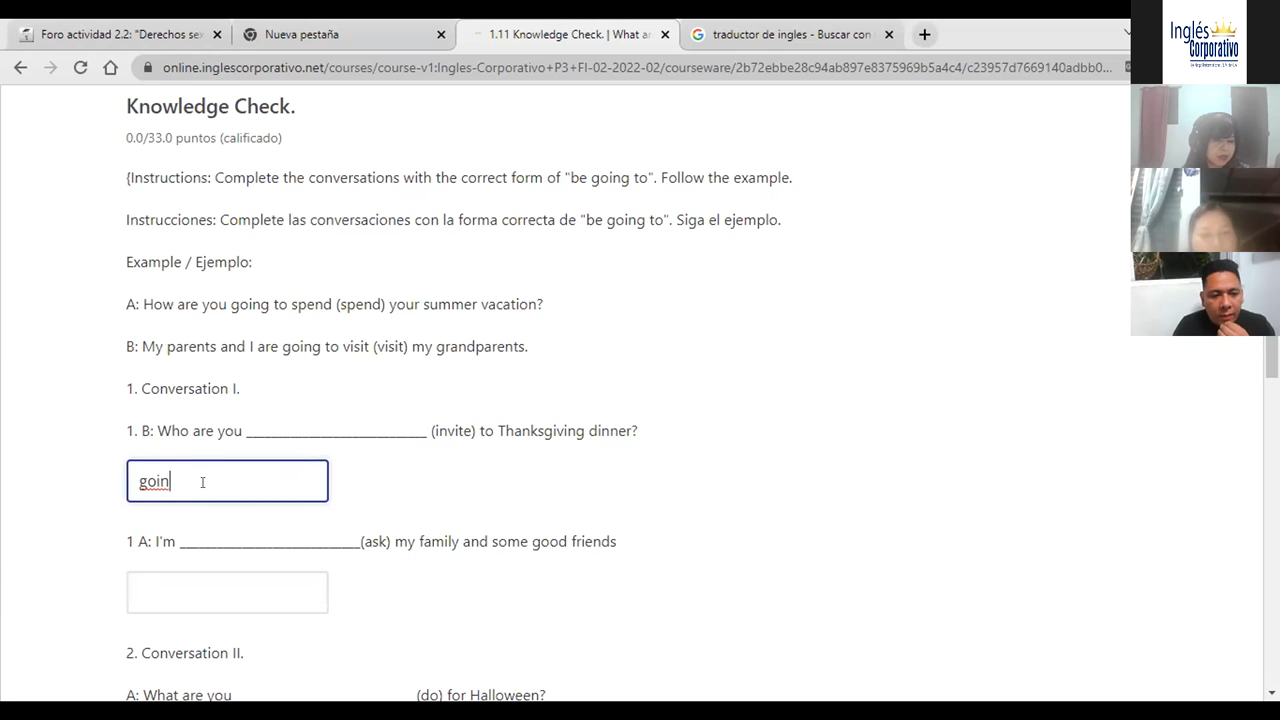 Foro actividad 2.2: "Derechos se
Nueva pestaña
1.11 Knowledge Check. | What ar
traductor de ingles - Buscar con
Inglés
Corporativo
online.inglescorporativo.net/courses/course-v1:Ingles-Corporativo+P3+FI-02-2022-02/courseware/2b72ebbe28c94ab897e8375969b254c4/c23957d7669140adbb0...
Knowledge Check.
0.0/33.0 puntos (calificado)
{Instructions: Complete the conversations with the correct form of "be going to". Follow the example.
Instrucciones: Complete las conversaciones con la forma correcta de "be going to". Siga el ejemplo.
Example / Ejemplo:
A: How are you going to spend (spend) your summer vacation?
B: My parents and I are going to visit (visit) my grandparents.
1. Conversation I.
1. B: Who are you ___________________________ (invite) to Thanksgiving dinner?
goin
1 A: I'm ___________________________(ask) my family and some good friends
2. Conversation II.
A: What are you ___________________________ (do) for Halloween?